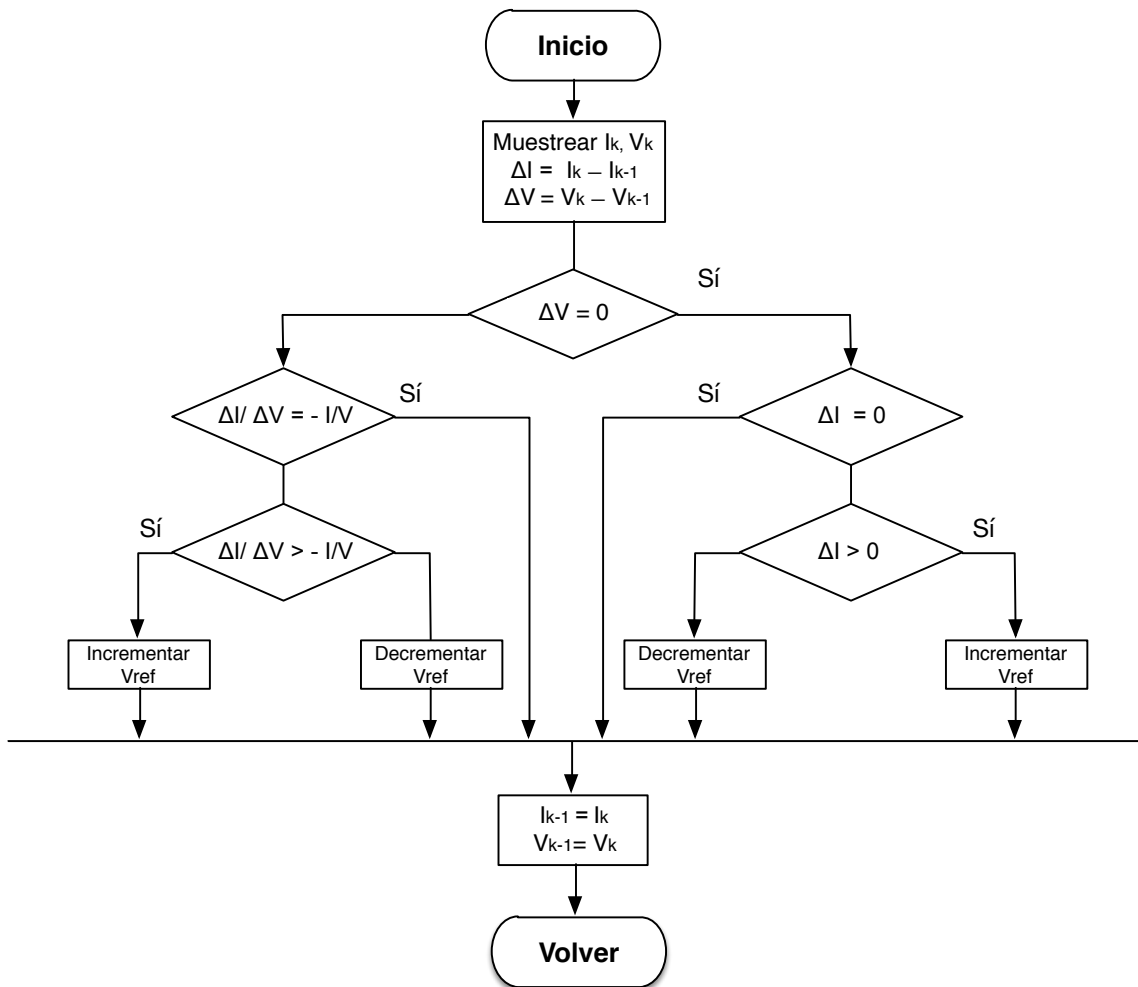 Inicio
Muestrear Ik, Vk
ΔI = Ik – Ik-1
ΔV = Vk – Vk-1
Sí
ΔV = 0
Sí
Sí
ΔI/ ΔV = - I/V
ΔI = 0
Sí
Sí
ΔI/ ΔV > - I/V
ΔI > 0
Incrementar
Vref
Decrementar
Vref
Decrementar
Vref
Incrementar
Vref
Ik-1 = Ik
Vk-1= Vk
Volver